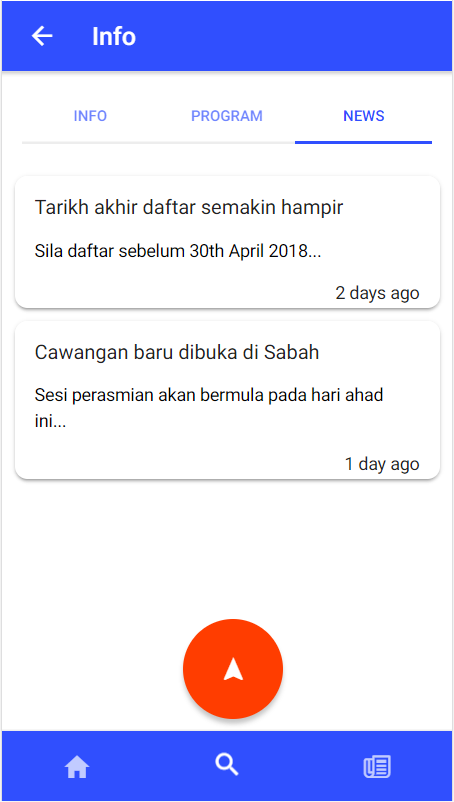 Info
INFO PROGRAM NEWS
Tarikh akhir daftar semakin hampir
Sila daftar sebelum 30th April 2018...
2 days ago
Cawangan baru dibuka di Sabah
Sesi perasmian akan bermula pada hari ahad
ini...
1 day ago